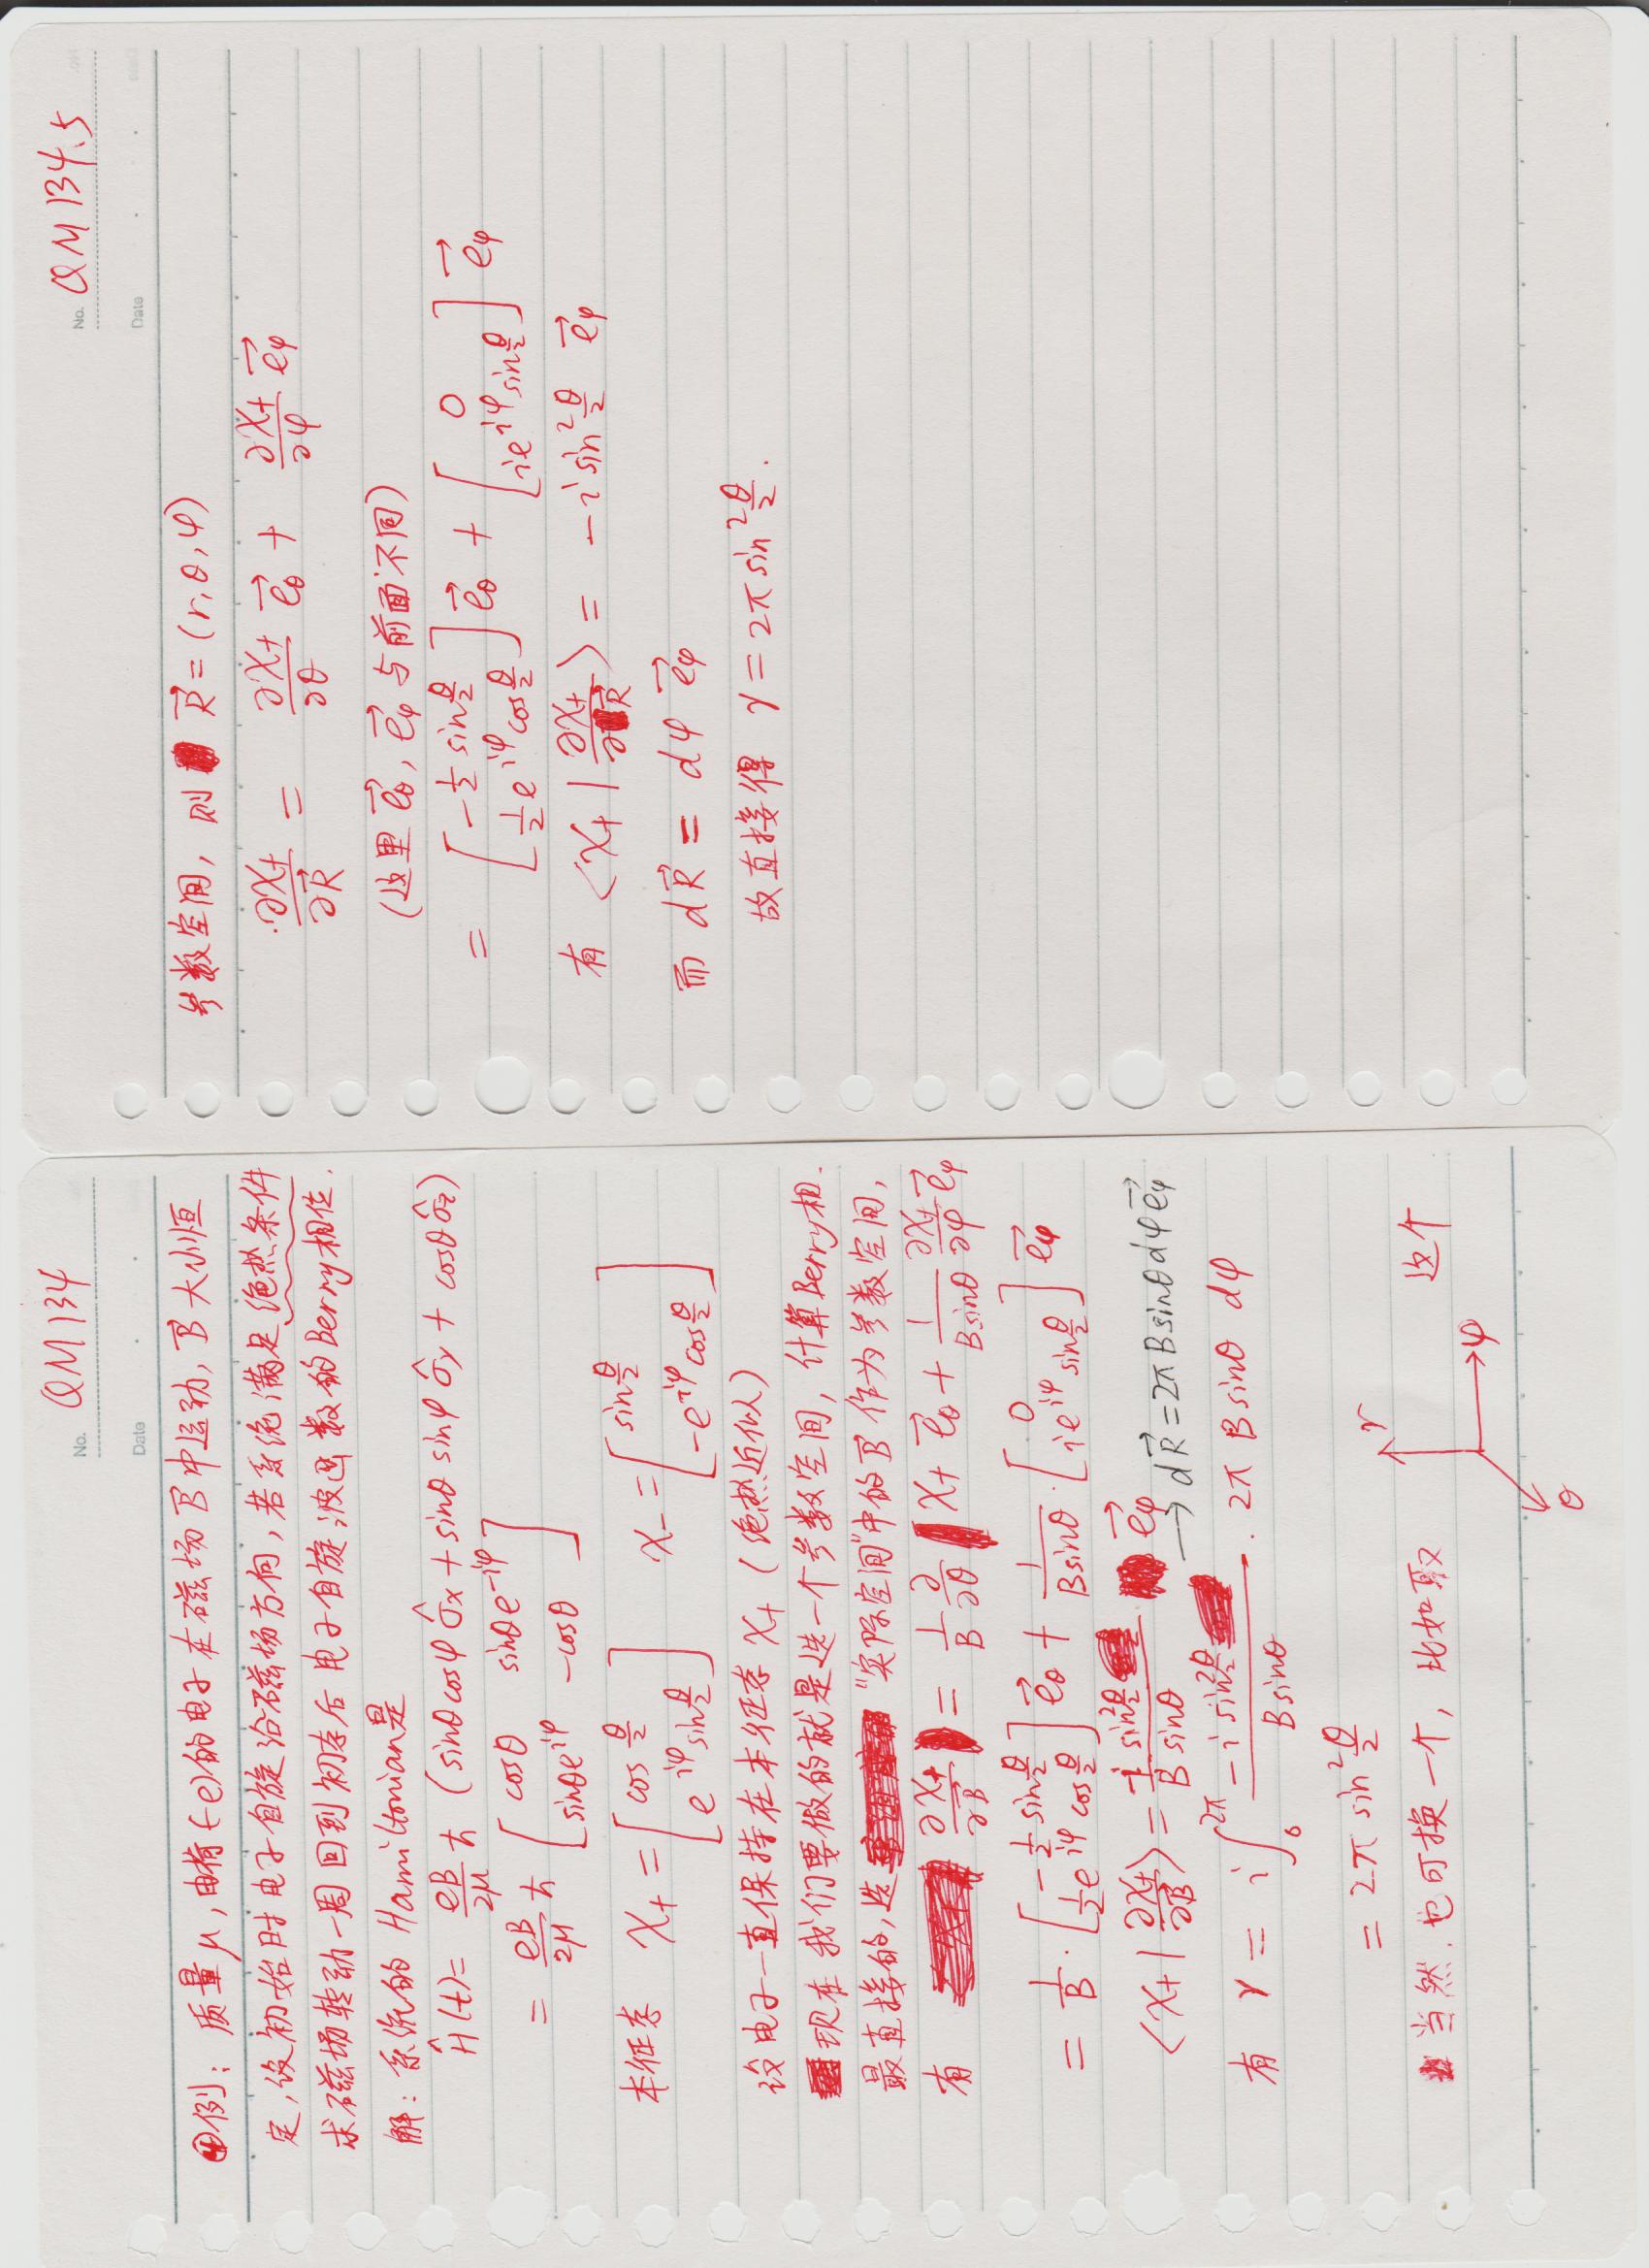 No. QM 134
Date
④例: 质量μ, 电荷(-e)的电子在磁场 $\vec{B}$ 中运动, $\vec{B}$ 大小恒
定, 设初始时电子自旋沿磁场方向, 若系统满足绝热条件
求磁场转动一周回到初态后电子自旋波函数的Berry相位.
解: 系统的 Hamiltonian是
$\hat{H}(t) = \frac{eB}{2\mu}\hbar (\sin\theta\cos\varphi\hat{\sigma}_x + \sin\theta\sin\varphi\hat{\sigma}_y + \cos\theta\hat{\sigma}_z)$
$= \frac{eB}{2\mu}\hbar \begin{bmatrix} \cos\theta & \sin\theta e^{-i\varphi} \\ \sin\theta e^{i\varphi} & -\cos\theta \end{bmatrix}$
本征态 $\chi_+ = \begin{bmatrix} \cos\frac{\theta}{2} \\ e^{i\varphi}\sin\frac{\theta}{2} \end{bmatrix}$ $\chi_- = \begin{bmatrix} \sin\frac{\theta}{2} \\ -e^{i\varphi}\cos\frac{\theta}{2} \end{bmatrix}$
设电子一直保持在本征态 $\chi_+$ (绝热近似)
现在我们要做的就是选一个参数空间, 计算Berry相.
最直接的, 选 "实际空间"中的 $\vec{B}$ 作为参数空间,
有 $\frac{\partial\chi_+}{\partial\vec{B}} = \frac{1}{B}\frac{\partial}{\partial\theta}\chi_+ \vec{e_\theta} + \frac{1}{B\sin\theta}\frac{\partial\chi_+}{\partial\varphi}\vec{e_\varphi}$
$= \frac{1}{B}\cdot\begin{bmatrix} -\frac{1}{2}\sin\frac{\theta}{2} \\ \frac{1}{2}e^{i\varphi}\cos\frac{\theta}{2} \end{bmatrix}\vec{e_\theta} + \frac{1}{B\sin\theta}\cdot\begin{bmatrix} 0 \\ ie^{i\varphi}\sin\frac{\theta}{2} \end{bmatrix}\vec{e_\varphi}$
$\langle\chi_+|\frac{\partial\chi_+}{\partial\vec{B}}\rangle = \frac{-i\sin^2\frac{\theta}{2}}{B\sin\theta}\vec{e_\varphi}$
$\to d\vec{R} = 2\pi B\sin\theta d\varphi\vec{e_\varphi}$
有 $\gamma = i\int_0^{2\pi}\frac{-i\sin^2\frac{\theta}{2}}{B\sin\theta}\cdot 2\pi B\sin\theta d\varphi$
$= 2\pi\sin^2\frac{\theta}{2}$
当然, 也可换一个, 比如取 这个
r
φ
θ
No. QM 134.5
Date
参数空间, 则 $\vec{R} = (r, \theta, \varphi)$
$\frac{\partial\chi_+}{\partial\vec{R}} = \frac{\partial\chi_+}{\partial\theta}\vec{e_\theta} + \frac{\partial\chi_+}{\partial\varphi}\vec{e_\varphi}$
(这里 $\vec{e_\theta}$, $\vec{e_\varphi}$ 与前面不同)
$= \begin{bmatrix} -\frac{1}{2}\sin\frac{\theta}{2} \\ \frac{1}{2}e^{i\varphi}\cos\frac{\theta}{2} \end{bmatrix}\vec{e_\theta} + \begin{bmatrix} 0 \\ ie^{i\varphi}\sin\frac{\theta}{2} \end{bmatrix}\vec{e_\varphi}$
有 $\langle\chi_+|\frac{\partial\chi_+}{\partial\vec{R}}\rangle = -i\sin^2\frac{\theta}{2}\vec{e_\varphi}$
而 $d\vec{R} = d\varphi\vec{e_\varphi}$
故直接得 $\gamma = 2\pi\sin^2\frac{\theta}{2}$.